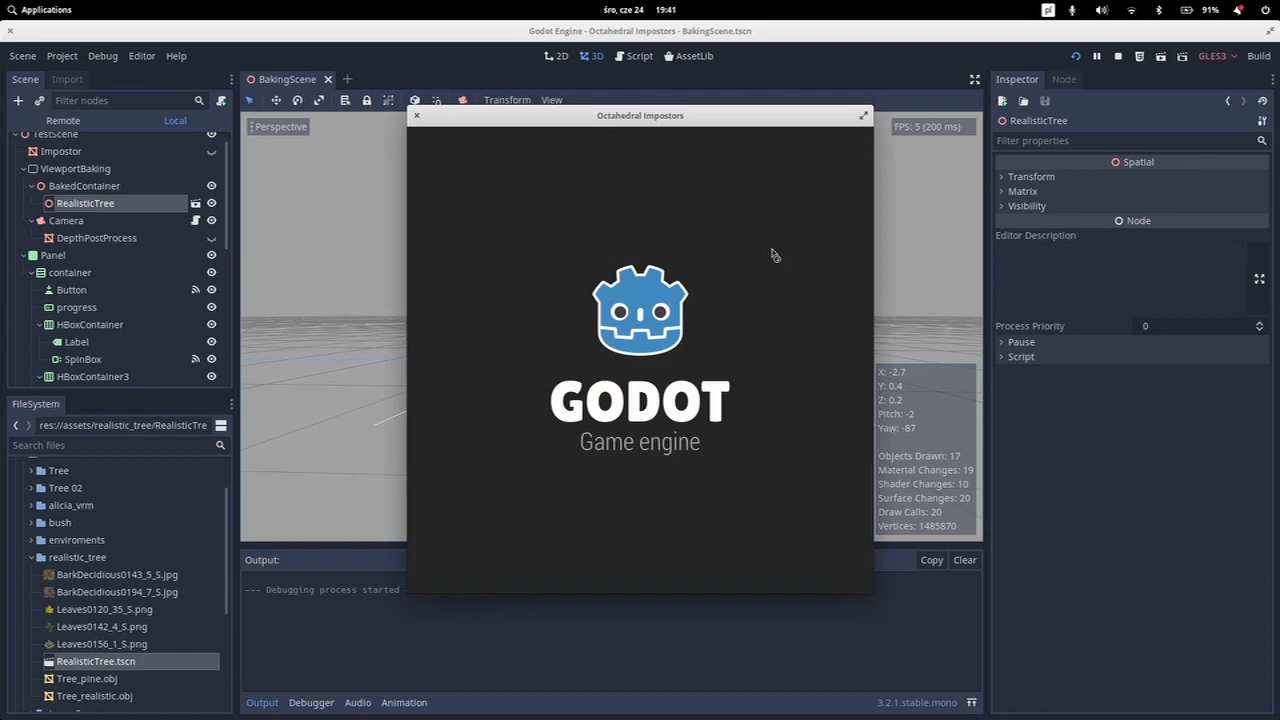 Applications
śro, cze 24 19:41
pl
91%
Godot Engine - Octahedral Impostors - BakingScene.tscn
Scene Project Debug Editor Help
2D 3D Script AssetLib
GLES3 Build
Scene Import
Filter nodes
Remote Local
TestScene
Impostor
ViewportBaking
BakedContainer
RealisticTree
Camera
DepthPostProcess
Panel
container
Button
progress
HBoxContainer
Label
SpinBox
HBoxContainer3
FileSystem
res://assets/realistic_tree/RealisticTre
Search files
Tree
Tree 02
alicia_vrm
bush
enviroments
realistic_tree
BarkDecidious0143_5_S.jpg
BarkDecidious0194_7_S.jpg
Leaves0120_35_S.png
Leaves0142_4_S.png
Leaves0156_1_S.png
RealisticTree.tscn
Tree_pine.obj
Tree_realistic.obj
BakingScene
Transform View
Perspective
FPS: 5 (200 ms)
Octahedral Impostors
GODOT
Game engine
X: -2.7
Y: 0.4
Z: 0.2
Pitch: -2
Yaw: -87
Objects Drawn: 17
Material Changes: 19
Shader Changes: 10
Surface Changes: 20
Draw Calls: 20
Vertices: 1485870
Output:
Copy Clear
--- Debugging process started
Output Debugger Audio Animation
3.2.1.stable.mono
Inspector Node
RealisticTree
Filter properties
Spatial
Transform
Matrix
Visibility
Node
Editor Description
Process Priority 0
Pause
Script